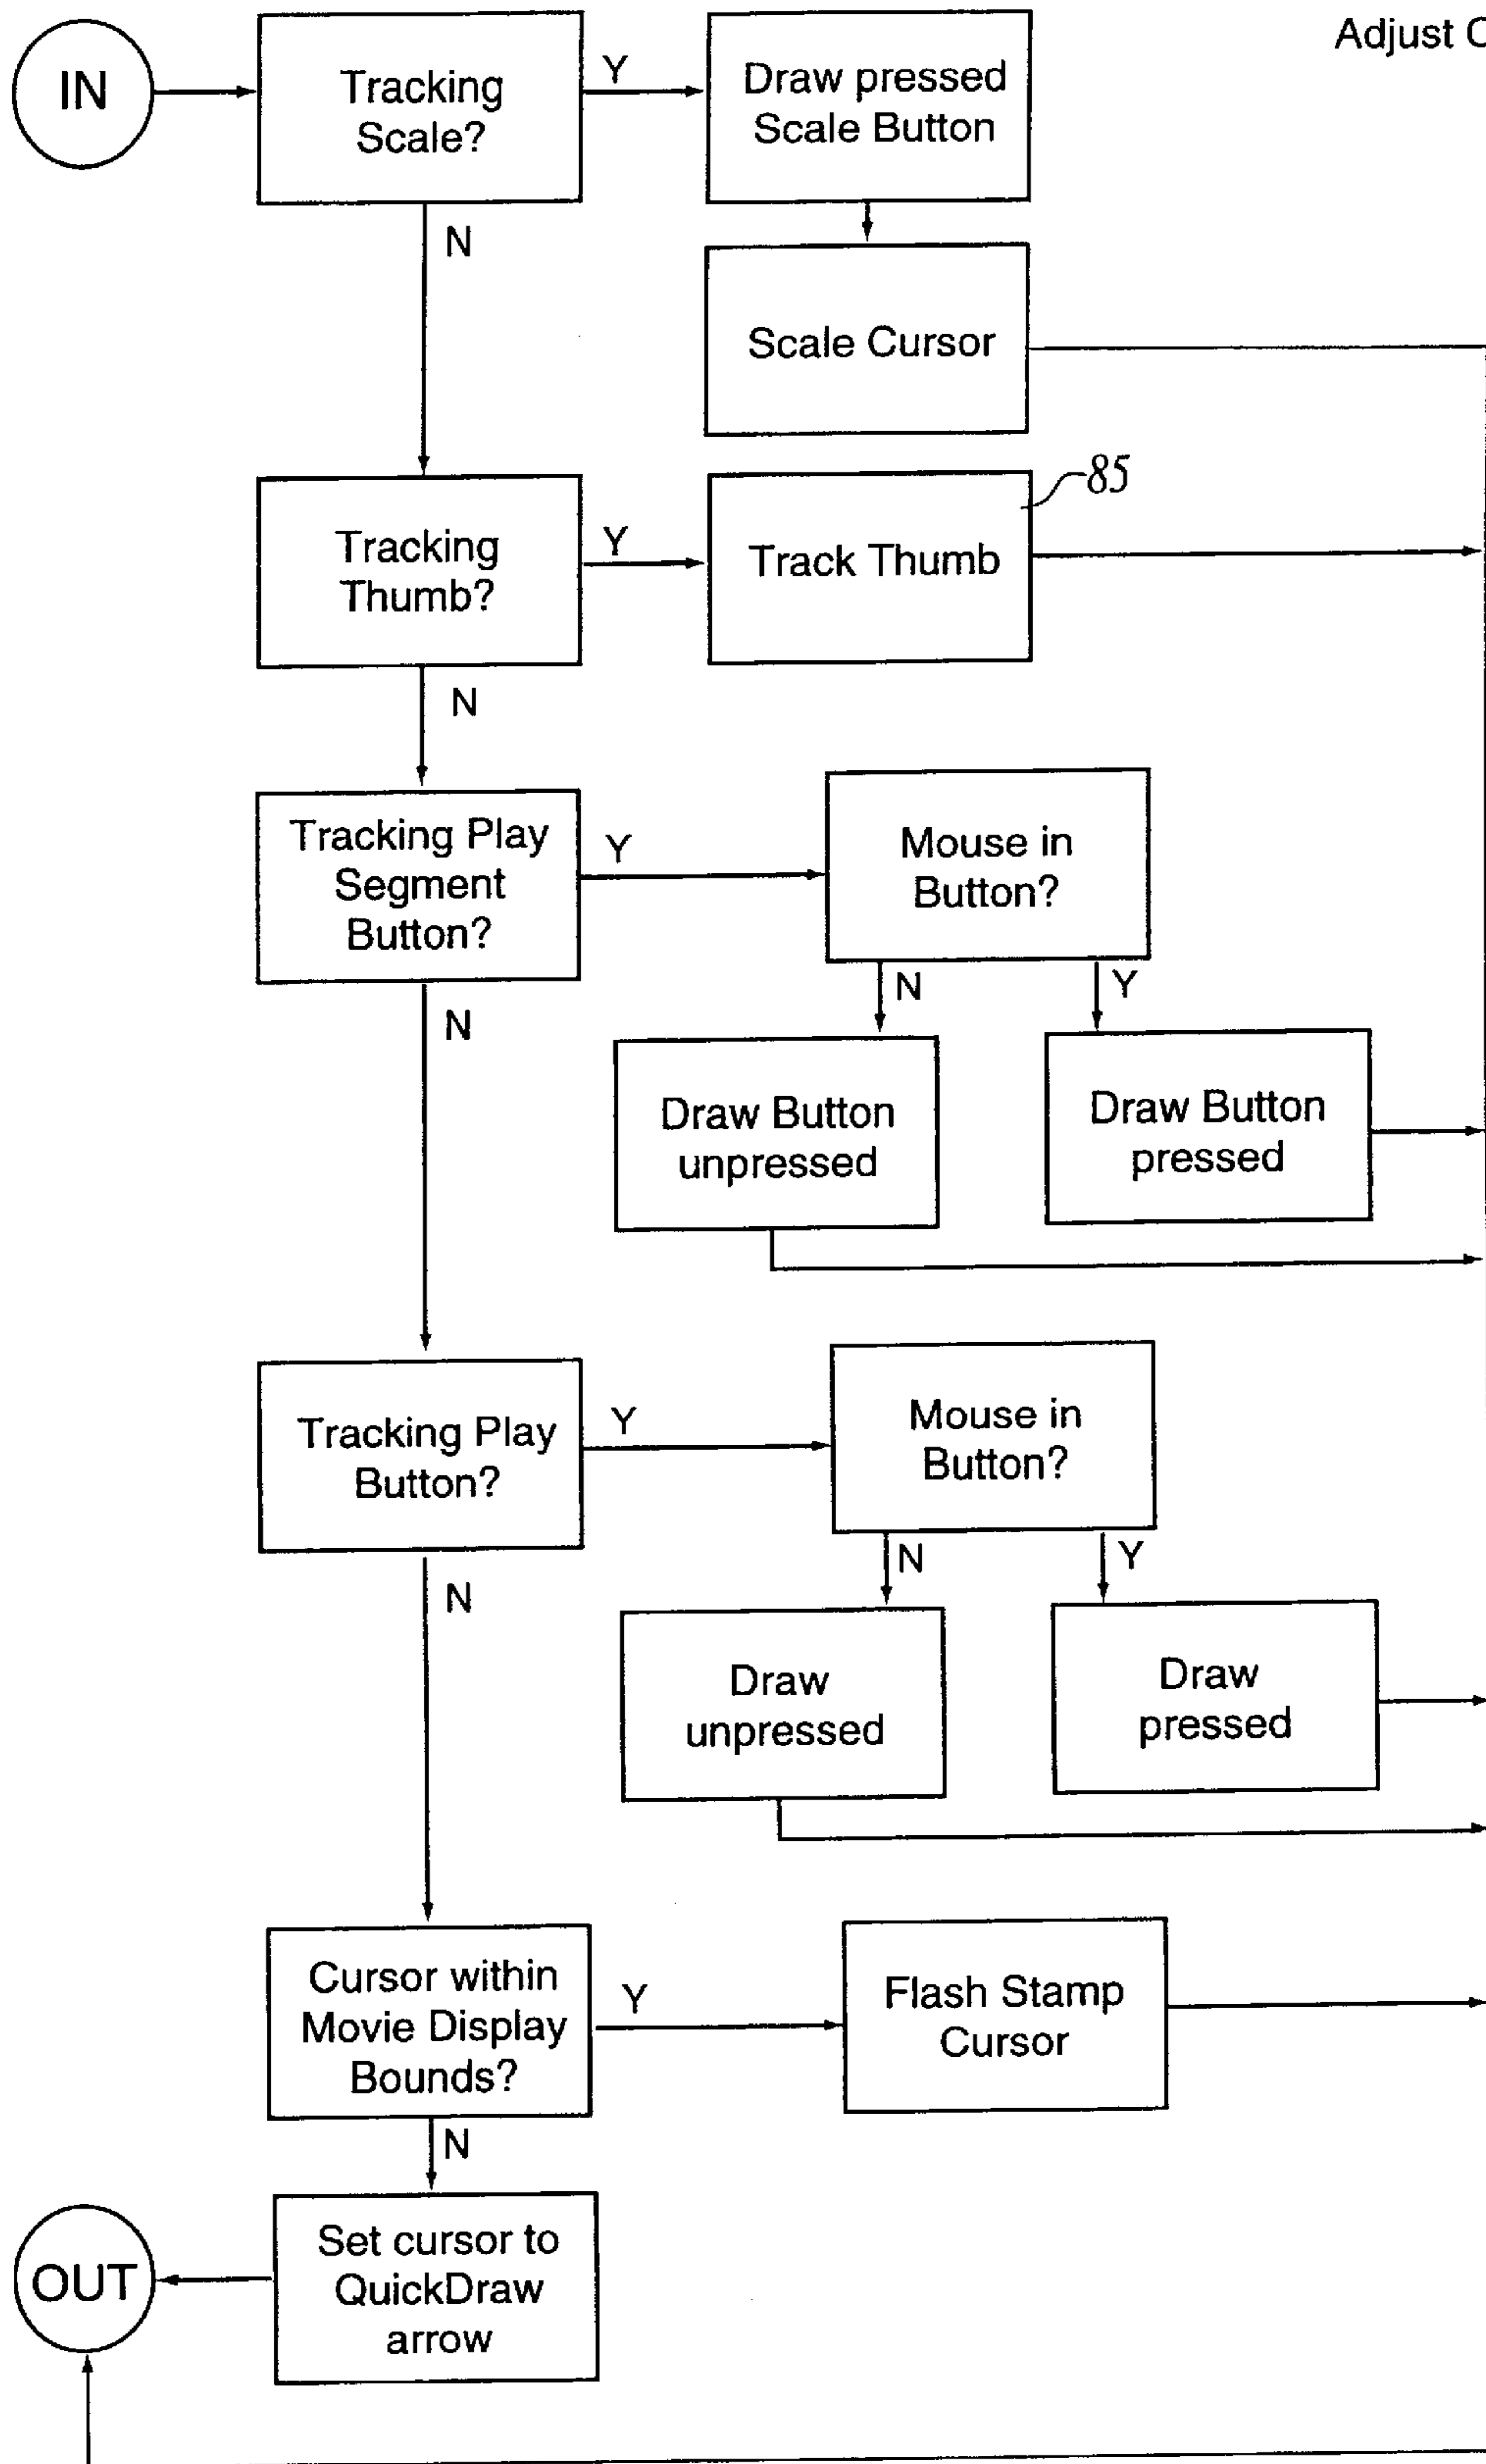 Adjust
IN
Tracking
Scale?
Y
Draw pressed
Scale Button
N
Scale Cursor
85
Tracking
Thumb?
Y
Track Thumb
N
Tracking Play
Segment
Button?
Y
Mouse in
Button?
N
Y
N
Draw Button
unpressed
Draw Button
pressed
Tracking Play
Button?
Y
Mouse in
Button?
N
Y
N
Draw
unpressed
Draw
pressed
Cursor within
Movie Display
Bounds?
Y
Flash Stamp
Cursor
N
Set cursor to
QuickDraw
arrow
OUT